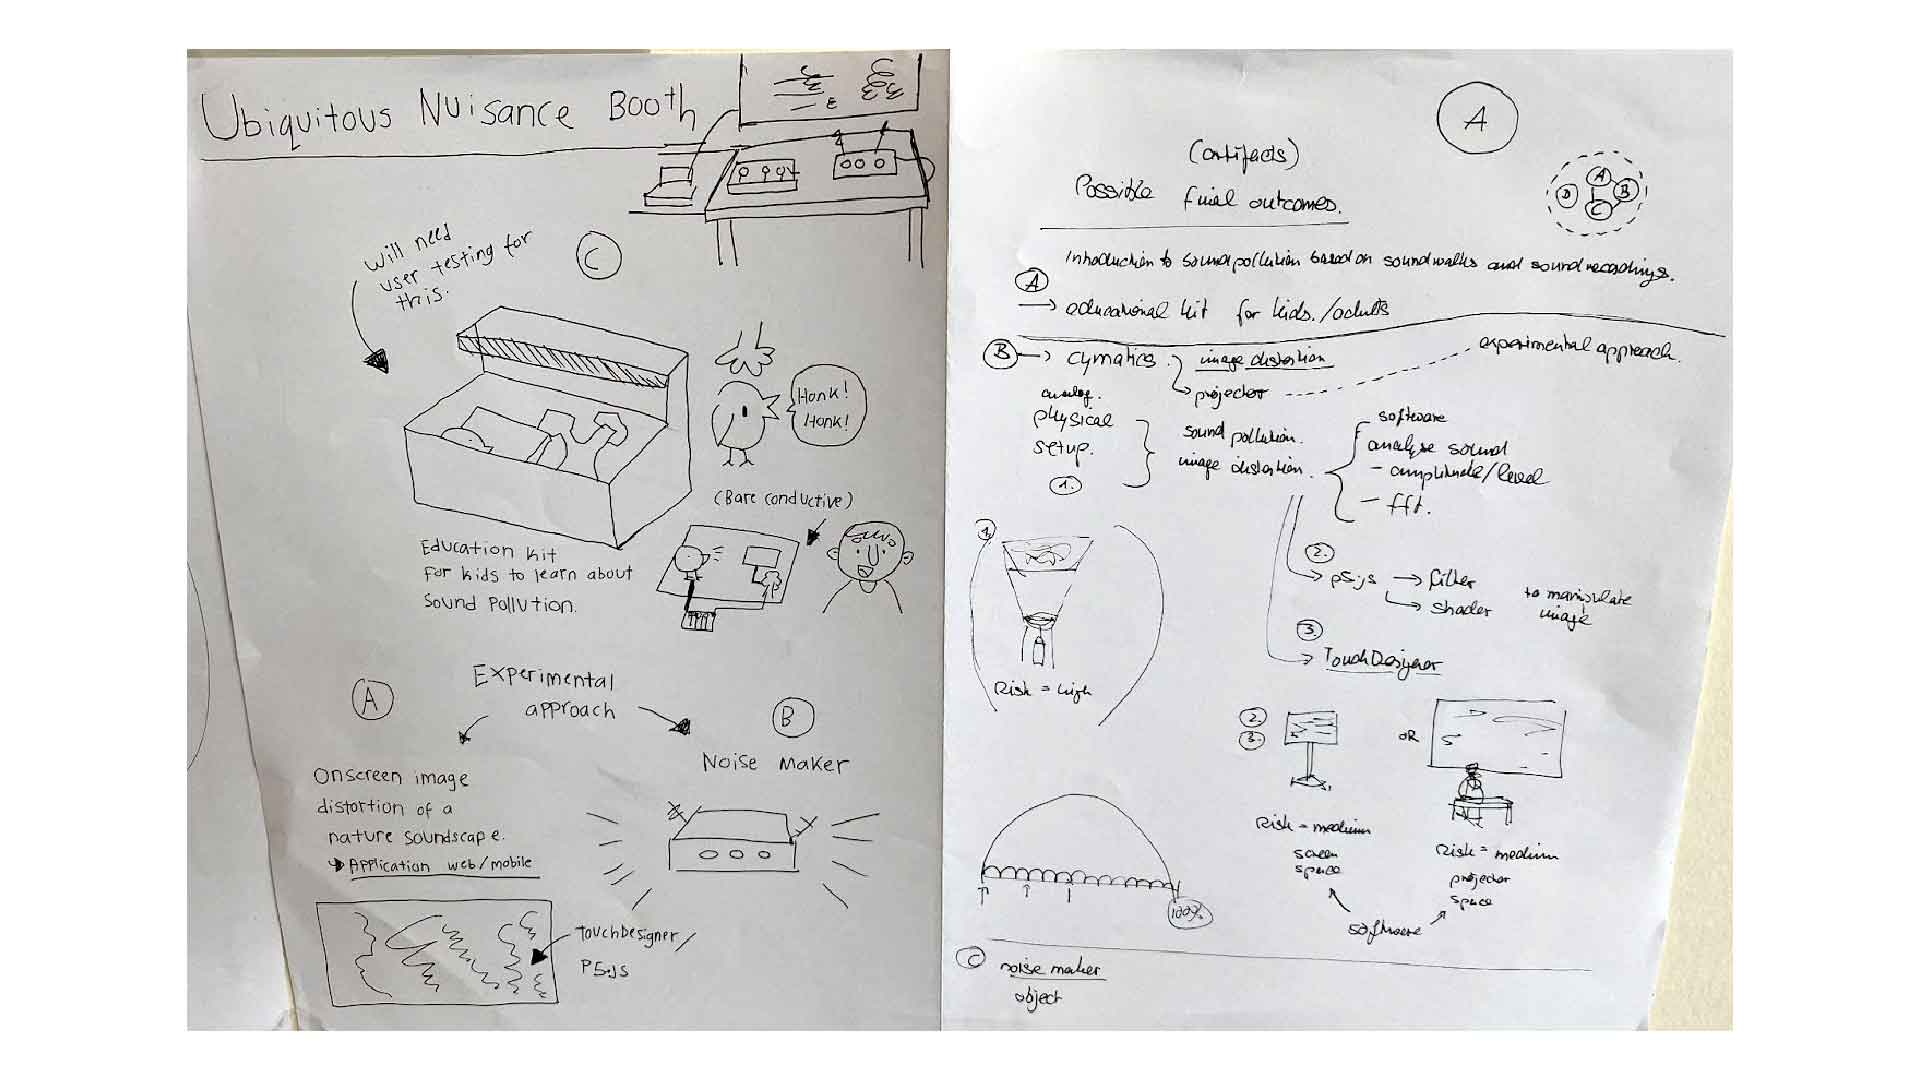 Ubiquitous Nuisance Booth
will need
user testing for
this.
C
Honk!
Honk!
(Bare conductive)
Education kit
for kids to learn about
Sound Pollution.
Experimental
approach
A
B
Onscreen image
distortion of a
nature soundscape.
Application web/mobile
Noise Maker
TouchDesigner/
P5.js
A
(artifacts)
Possible final outcomes.
A
B
C
D
Introduction to sound pollution based on soundwalks and sound recordings.
A
→ educational kit for kids./adults
B → cymatics. image distortion
projector
experimental approach.
analog.
physical
setup.
1.
sound pollution.
image distortion.
software
analyze sound
- amplitude/level
- fft.
1.
Risk = high
2.
p5.js → filter
shader
to manipulate
image
3.
TouchDesigner
2.
3.
OR
Risk = medium
screen
space
Risk = medium
projector
space
software
100%
C noise maker
object